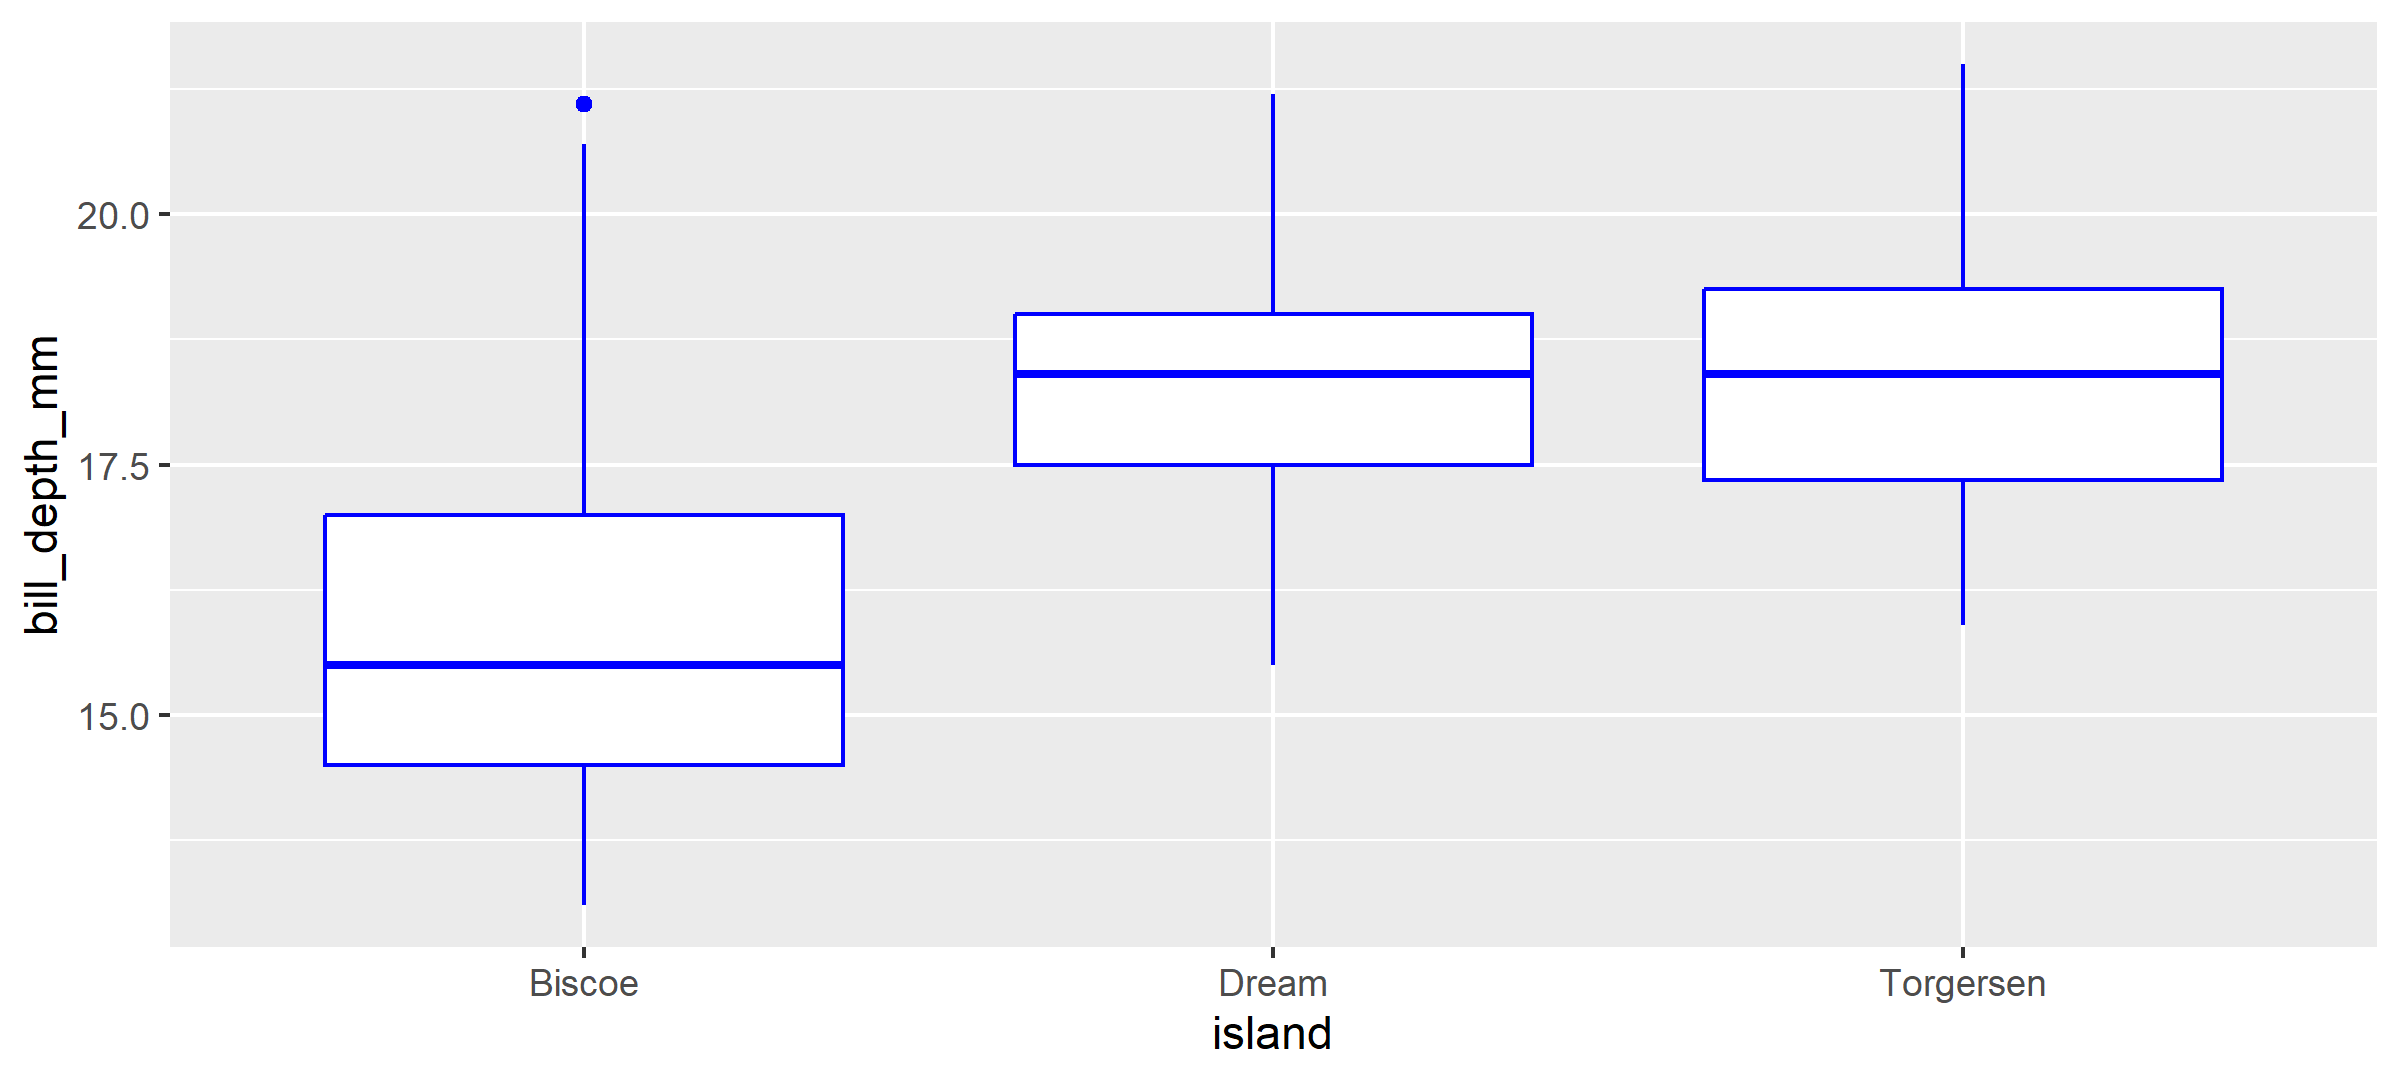 bill_depth_mm
20.0
17.5
15.0
Biscoe
Dream
Torgersen
island